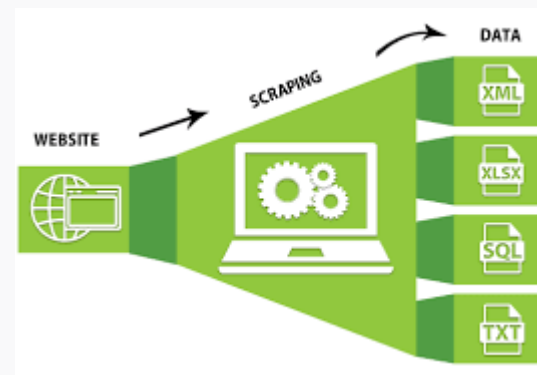 WEBSITE
SCRAPING
DATA
XML
XLSX
SQL
TXT